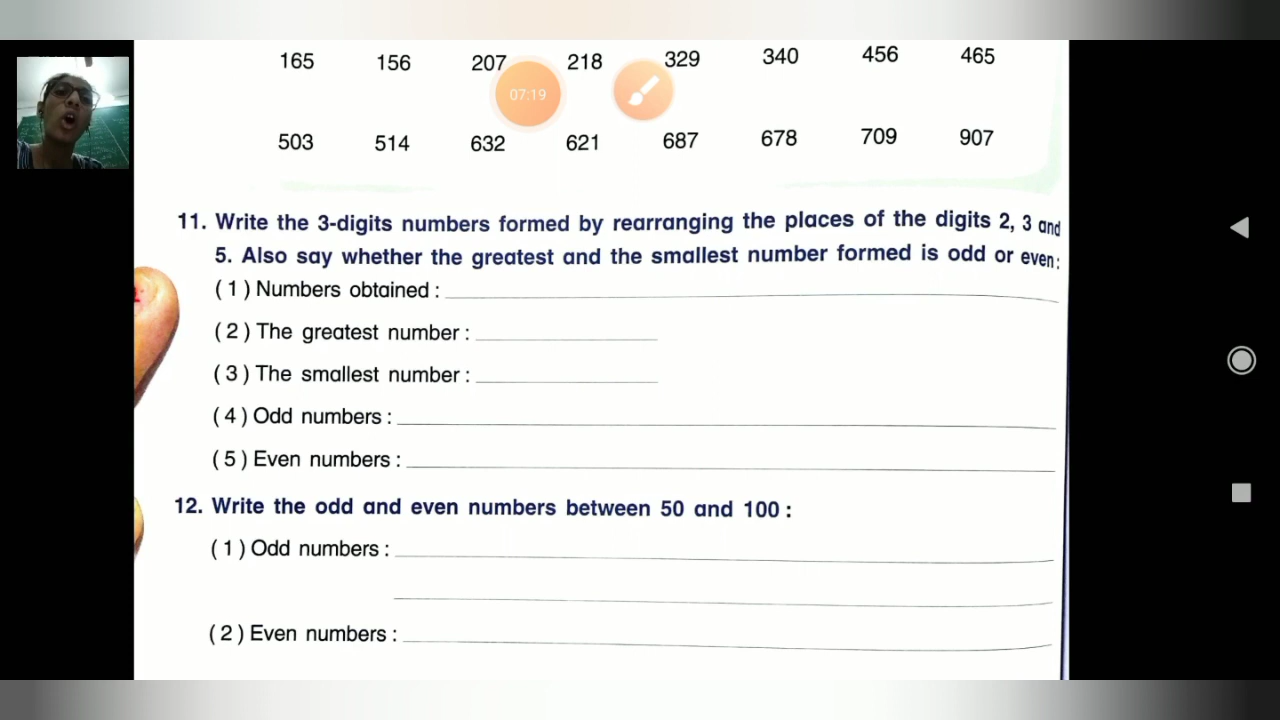 165 156 207 218 329 340 456 465
07:19
503 514 632 621 687 678 709 907
11. Write the 3-digits numbers formed by rearranging the places of the digits 2, 3 and
5. Also say whether the greatest and the smallest number formed is odd or even:
(1) Numbers obtained :
(2) The greatest number :
(3) The smallest number :
(4) Odd numbers :
(5) Even numbers :
12. Write the odd and even numbers between 50 and 100 :
(1) Odd numbers :
(2) Even numbers :